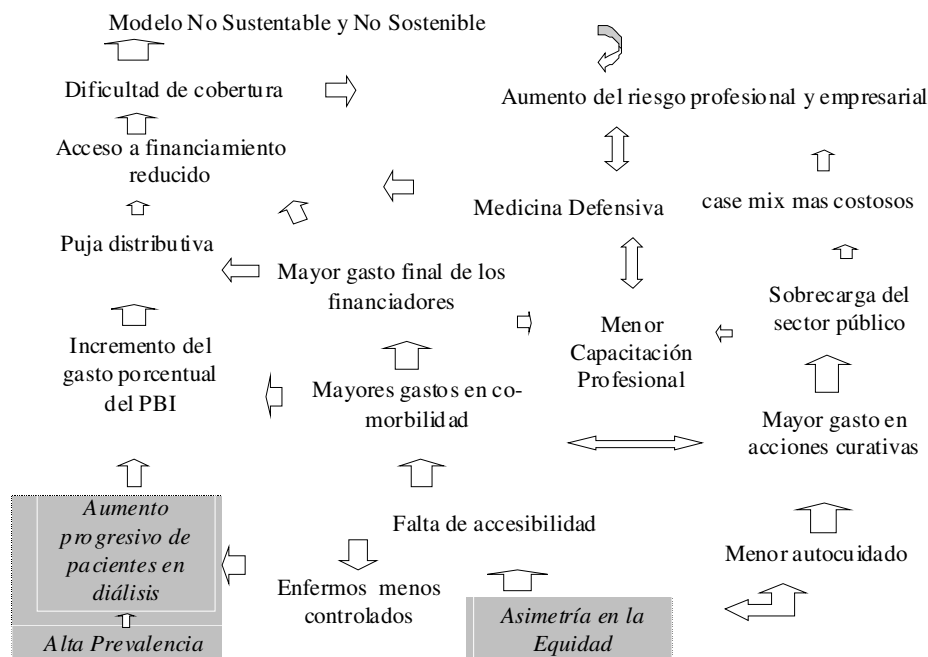 Modelo No Sustentable y No Sostenible
Dificultad de cobertura
Aumento del riesgo profesional y empresarial
Acceso a financiamiento
reducido
Medicina Defensiva
case mix mas costosos
Puja distributiva
Mayor gasto final de los
financiadores
Sobrecarga del
sector público
Menor
Capacitación
Profesional
Incremento del
gasto porcentual
del PBI
Mayores gastos en co-
morbilidad
Mayor gasto en
acciones curativas
Aumento
progresivo de
pacientes en
diálisis
Falta de accesibilidad
Menor autocuidado
Enfermos menos
controlados
Asimetría en la
Equidad
Alta Prevalencia